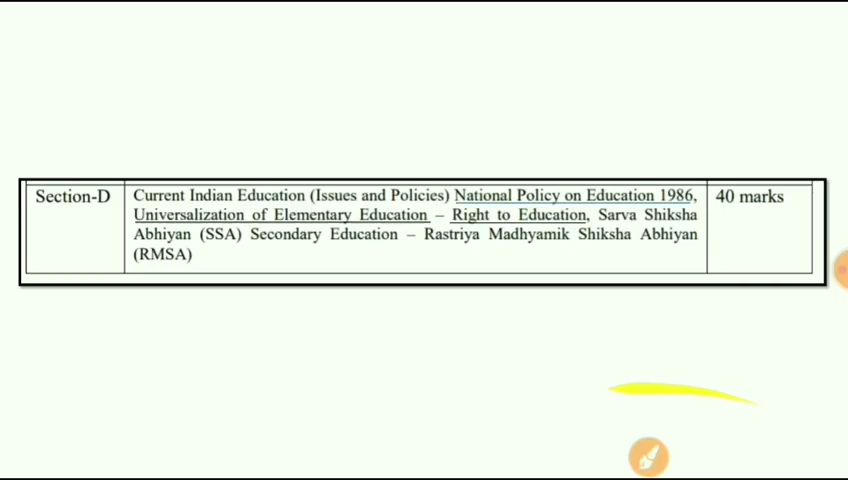 Section-D
Current Indian Education (Issues and Policies) National Policy on Education 1986,
Universalization of Elementary Education – Right to Education, Sarva Shiksha
Abhiyan (SSA) Secondary Education – Rastriya Madhyamik Shiksha Abhiyan
(RMSA)
40 marks